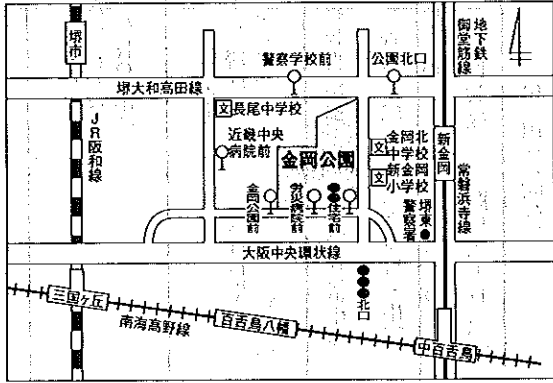 堺市
地下鉄
御堂筋線
警察学校前
公園北口
堺大和高田線
JR阪和線
文
長尾中学校
近畿中央
病院前
金岡公園
文
金岡北
中学校
新金岡
文
新金岡
小学校
常磐浜寺線
金岡公園前
労災病院前
●●住宅前
堺東
警察署
大阪中央環状線
●●●北口
三国ヶ丘
南海高野線
百舌鳥八幡
中百舌鳥